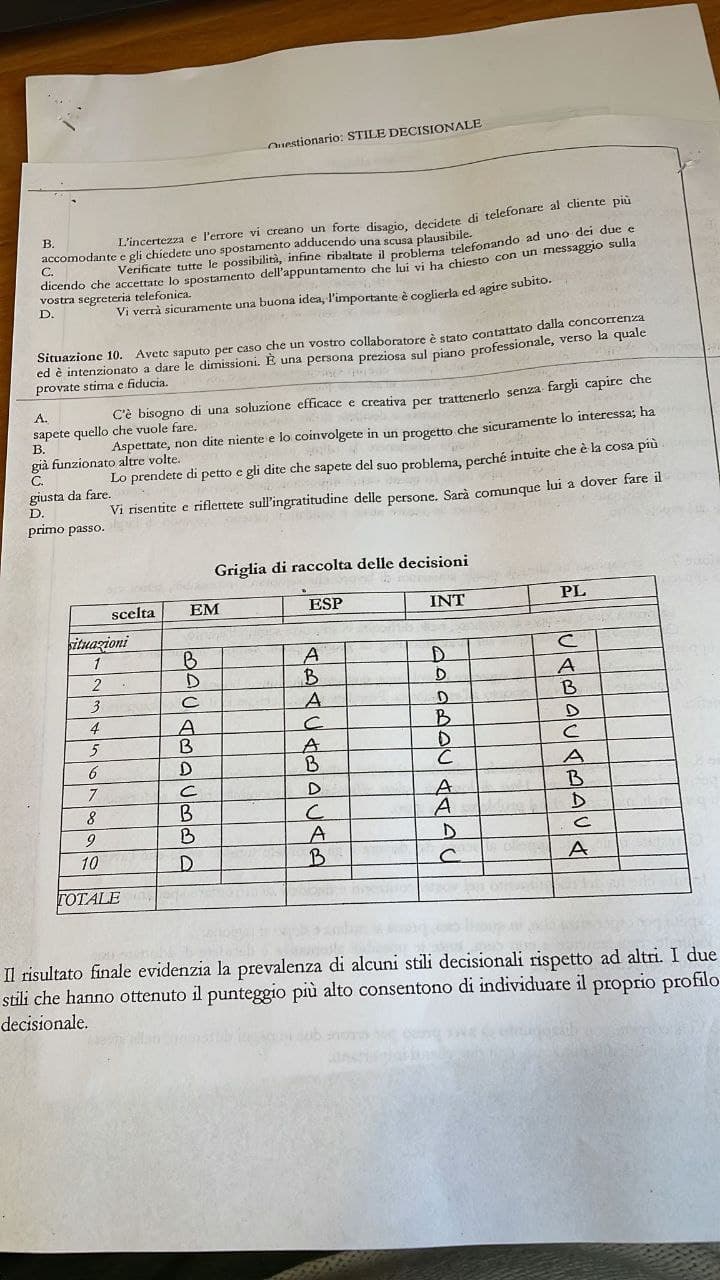 Questionario: STILE DECISIONALE
B. L'incertezza e l'errore vi creano un forte disagio, decidete di telefonare al cliente più
accomodante e gli chiedete uno spostamento adducendo una scusa plausibile.
C. Verificate tutte le possibilità, infine ribaltate il problema telefonando ad uno dei due e
dicendo che accettate lo spostamento dell'appuntamento che lui vi ha chiesto con un messaggio sulla
vostra segreteria telefonica.
D. Vi verrà sicuramente una buona idea, l'importante è coglierla ed agire subito.
Situazione 10. Avete saputo per caso che un vostro collaboratore è stato contattato dalla concorrenza
ed è intenzionato a dare le dimissioni. È una persona preziosa sul piano professionale, verso la quale
provate stima e fiducia.
A. C'è bisogno di una soluzione efficace e creativa per trattenerlo senza fargli capire che
sapete quello che vuole fare.
B. Aspettate, non dite niente e lo coinvolgete in un progetto che sicuramente lo interessa; ha
già funzionato altre volte.
C. Lo prendete di petto e gli dite che sapete del suo problema, perché intuite che è la cosa più
giusta da fare.
D. Vi risentite e riflettete sull'ingratitudine delle persone. Sarà comunque lui a dover fare il
primo passo.
Griglia di raccolta delle decisioni
scelta EM ESP INT PL
situazioni
1 B A D C
2 D B D A
3 C A D B
4 A C B D
5 B A D C
6 D B C A
7 C D A B
8 B C A D
9 B A D C
10 D B C A
TOTALE
Il risultato finale evidenzia la prevalenza di alcuni stili decisionali rispetto ad altri. I due
stili che hanno ottenuto il punteggio più alto consentono di individuare il proprio profilo
decisionale.